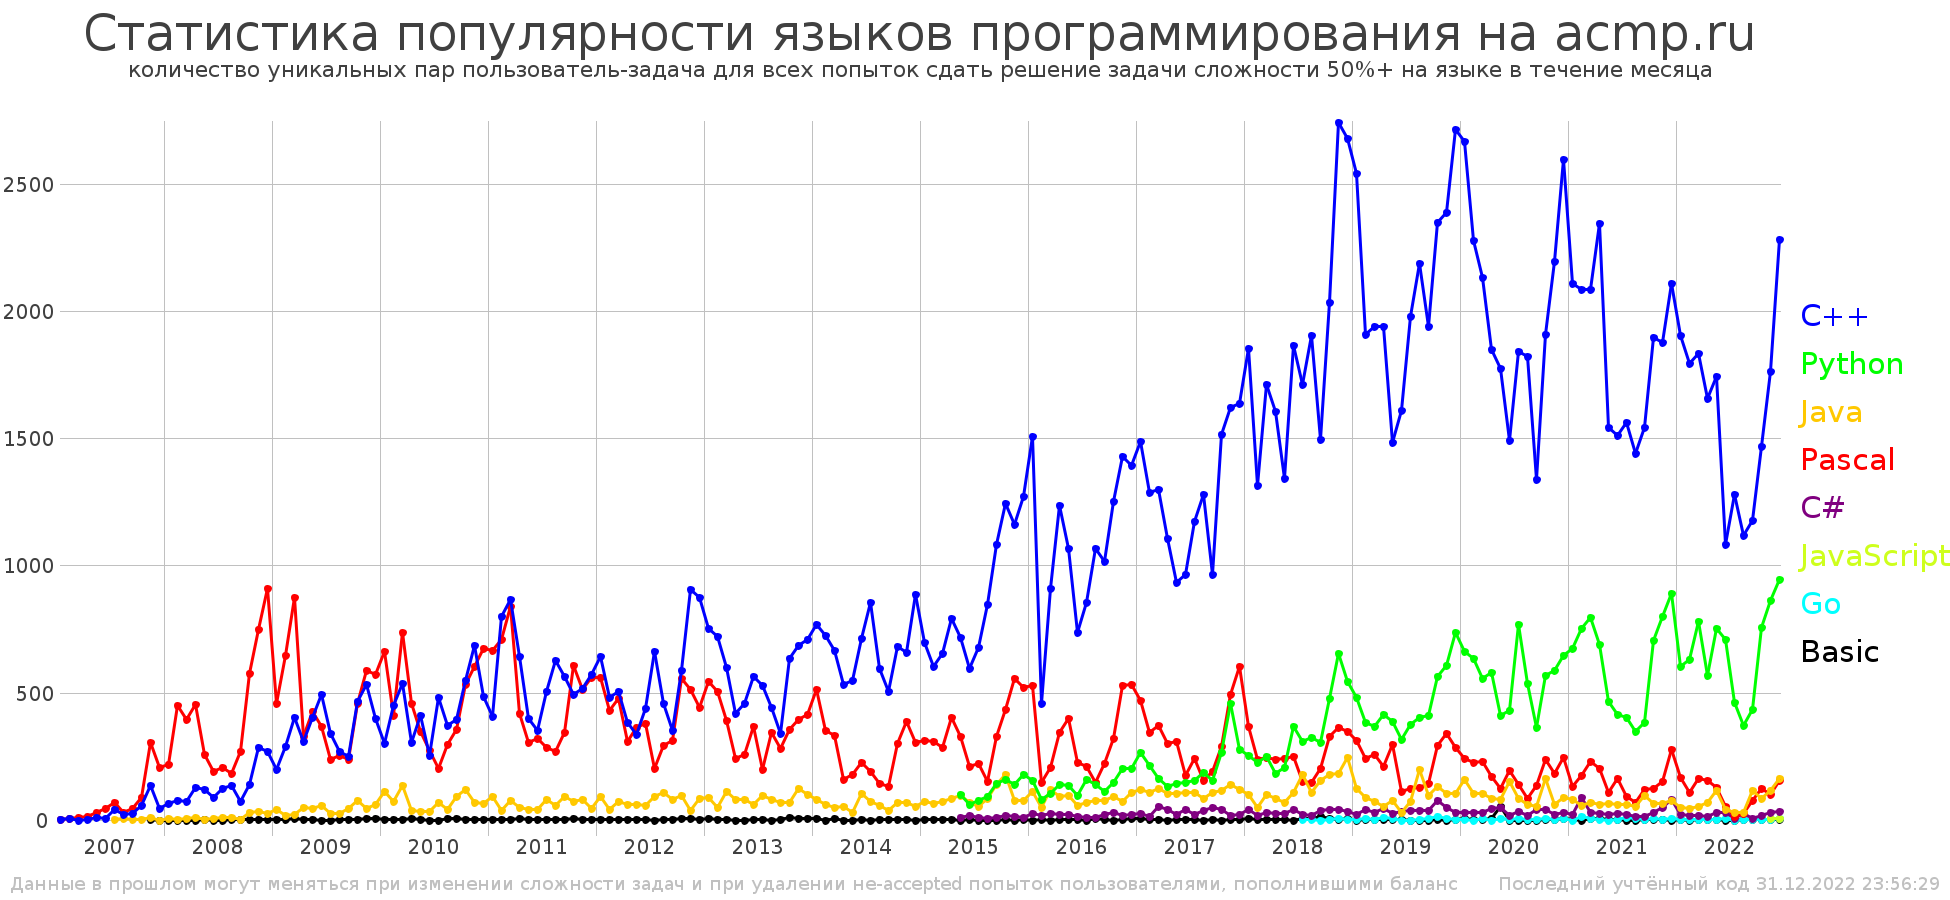 Статистика популярности языков программирования на acmp.ru
количество уникальных пар пользователь-задача для всех попыток сдать решение задачи сложности 50%+ на языке в течение месяца
2500
2000
1500
1000
500
0
C++
Python
Java
Pascal
C#
JavaScript
Go
Basic
2007 2008 2009 2010 2011 2012 2013 2014 2015 2016 2017 2018 2019 2020 2021 2022
Данные в прошлом могут меняться при изменении сложности задач и при удалении не-accepted попыток пользователями, пополнившими баланс Последний учтённый код 31.12.2022 23:56:29